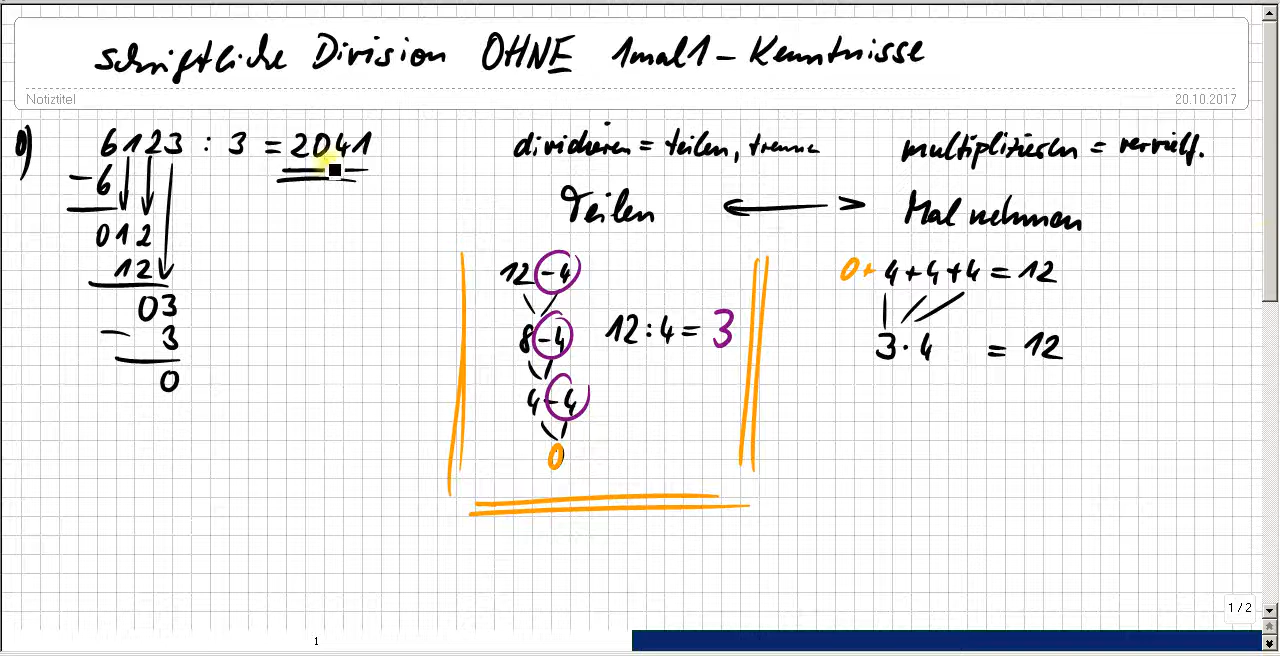 schriftliche Division OHNE 1mal1-Kenntnisse
Notiztitel
20.10.2017
0) 6123 : 3 = 2041
-6
012
12
03
- 3
0
dividieren = teilen, trennen
Teilen
12 -4
8 -4
4 -4
0
12:4 = 3
multiplizieren = vervielf.
Mal nehmen
0+ 4+4+4 = 12
3·4 = 12
1 / 2
1